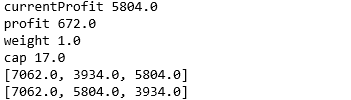 currentProfit 5804.0
profit 672.0
weight 1.0
cap 17.0
[7062.0, 3934.0, 5804.0]
[7062.0, 5804.0, 3934.0]